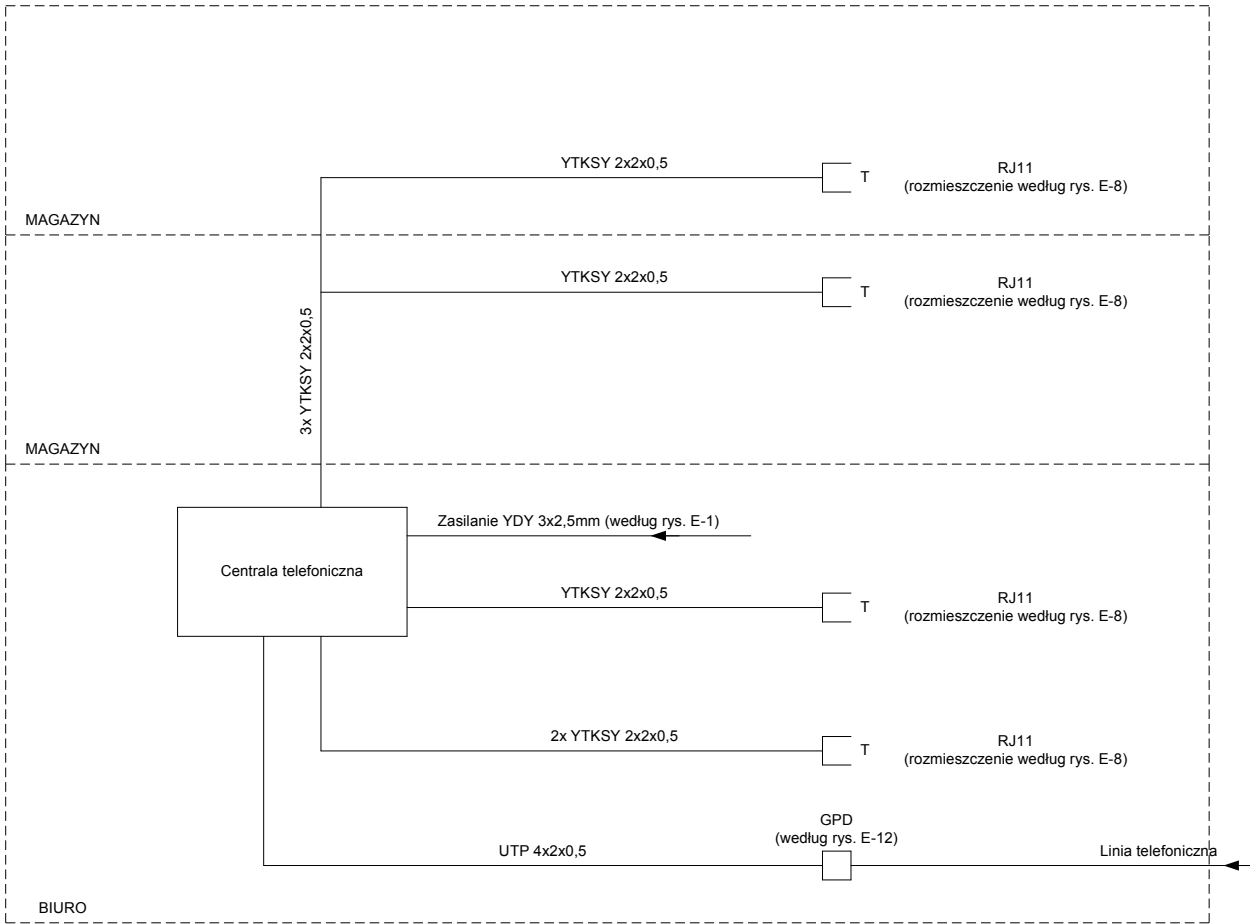 YTKSY 2x2x0,5
T
RJ11
(rozmieszczenie według rys. E-8)
MAGAZYN
YTKSY 2x2x0,5
T
RJ11
(rozmieszczenie według rys. E-8)
3x YTKSY 2x2x0,5
MAGAZYN
Zasilanie YDY 3x2,5mm (według rys. E-1)
Centrala telefoniczna
YTKSY 2x2x0,5
T
RJ11
(rozmieszczenie według rys. E-8)
2x YTKSY 2x2x0,5
T
RJ11
(rozmieszczenie według rys. E-8)
GPD
(według rys. E-12)
UTP 4x2x0,5
Linia telefoniczna
BIURO